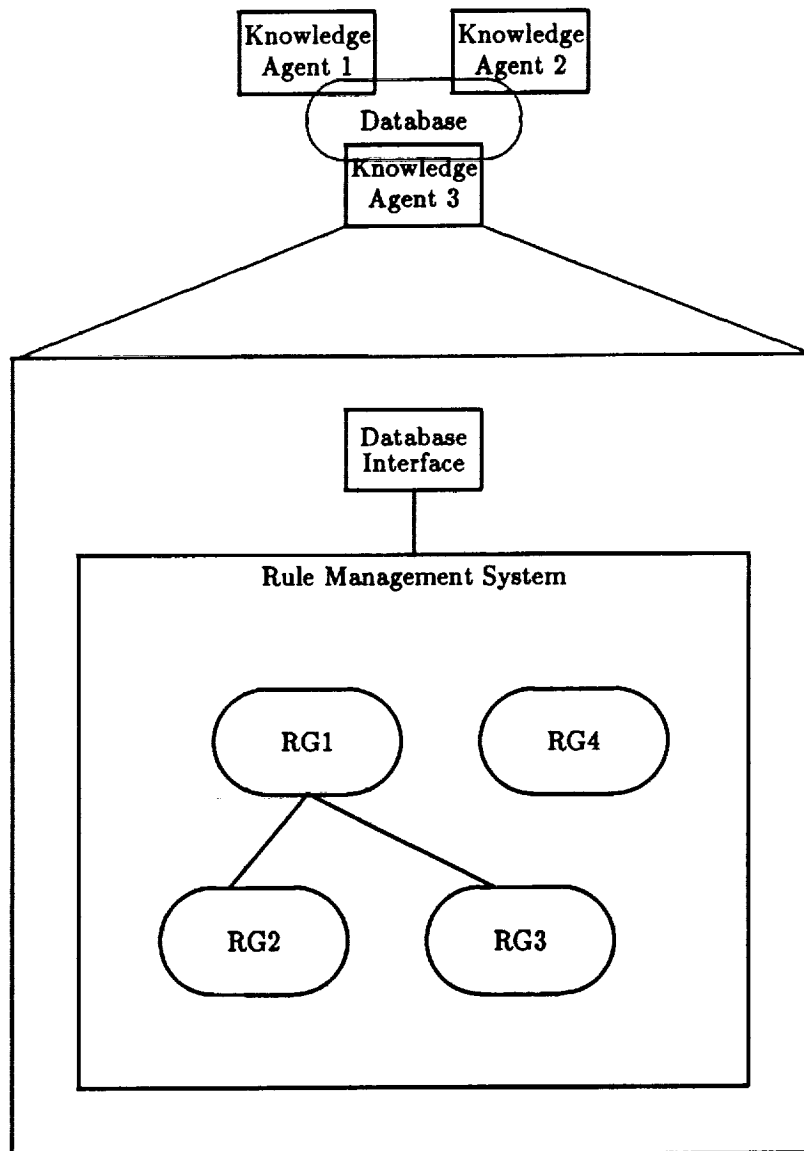 Knowledge
Agent 1
Knowledge
Agent 2
Database
Knowledge
Agent 3
Database
Interface
Rule Management System
RG1
RG4
RG2
RG3